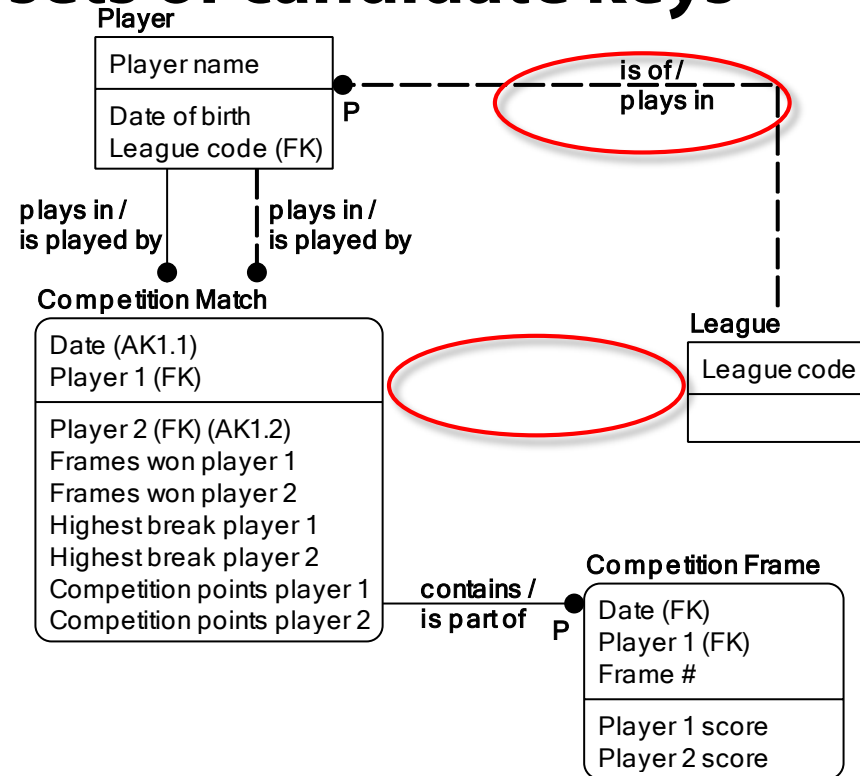 sets of candidate keys
Player
Player name
Date of birth
League code (FK)
P
is of /
plays in
plays in /
is played by
plays in /
is played by
Competition Match
Date (AK1.1)
Player 1 (FK)
Player 2 (FK) (AK1.2)
Frames won player 1
Frames won player 2
Highest break player 1
Highest break player 2
Competition points player 1
Competition points player 2
League
League code
contains /
is part of
P
Competition Frame
Date (FK)
Player 1 (FK)
Frame #
Player 1 score
Player 2 score